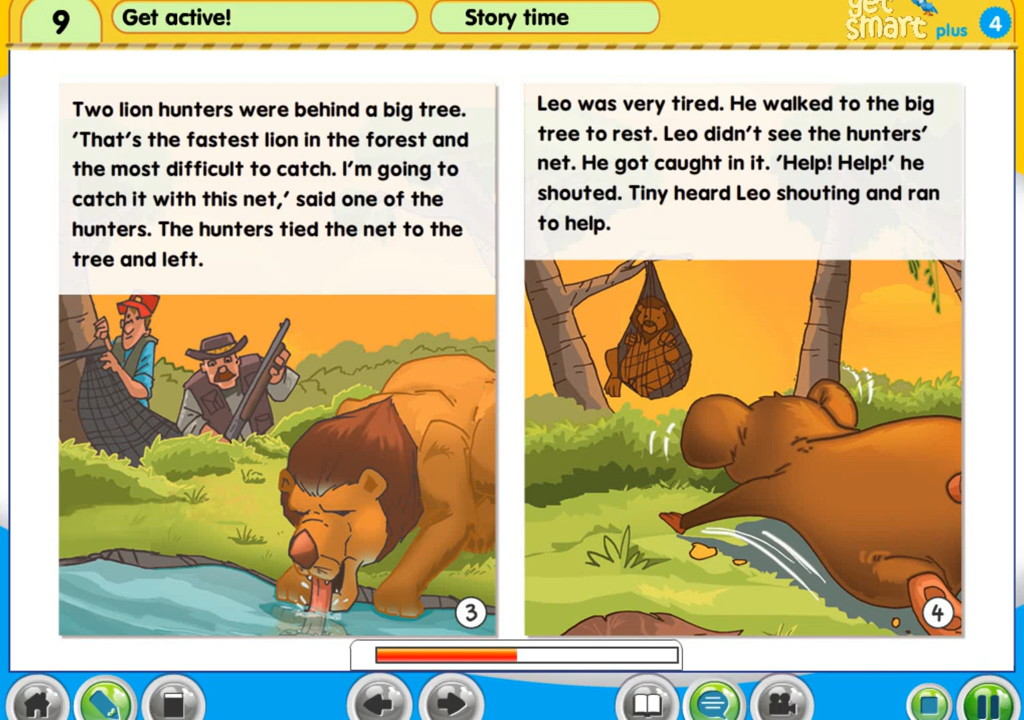 9
Get active!
Story time
get
smart plus 4
Two lion hunters were behind a big tree.
‘That’s the fastest lion in the forest and
the most difficult to catch. I’m going to
catch it with this net,’ said one of the
hunters. The hunters tied the net to the
tree and left.
3
Leo was very tired. He walked to the big
tree to rest. Leo didn’t see the hunters’
net. He got caught in it. ‘Help! Help!’ he
shouted. Tiny heard Leo shouting and ran
to help.
4